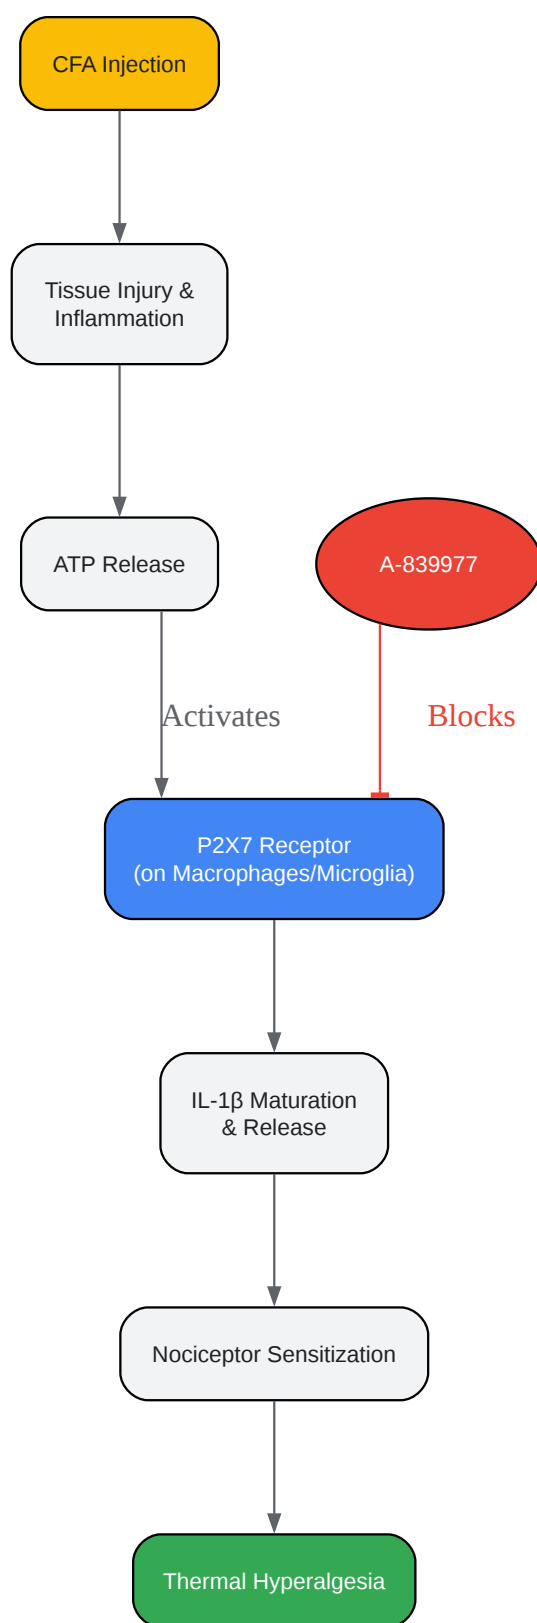 CFA Injection
Tissue Injury &
Inflammation
ATP Release
A-839977
Activates
Blocks
P2X7 Receptor
(on Macrophages/Microglia)
IL-1β Maturation
& Release
Nociceptor Sensitization
Thermal Hyperalgesia